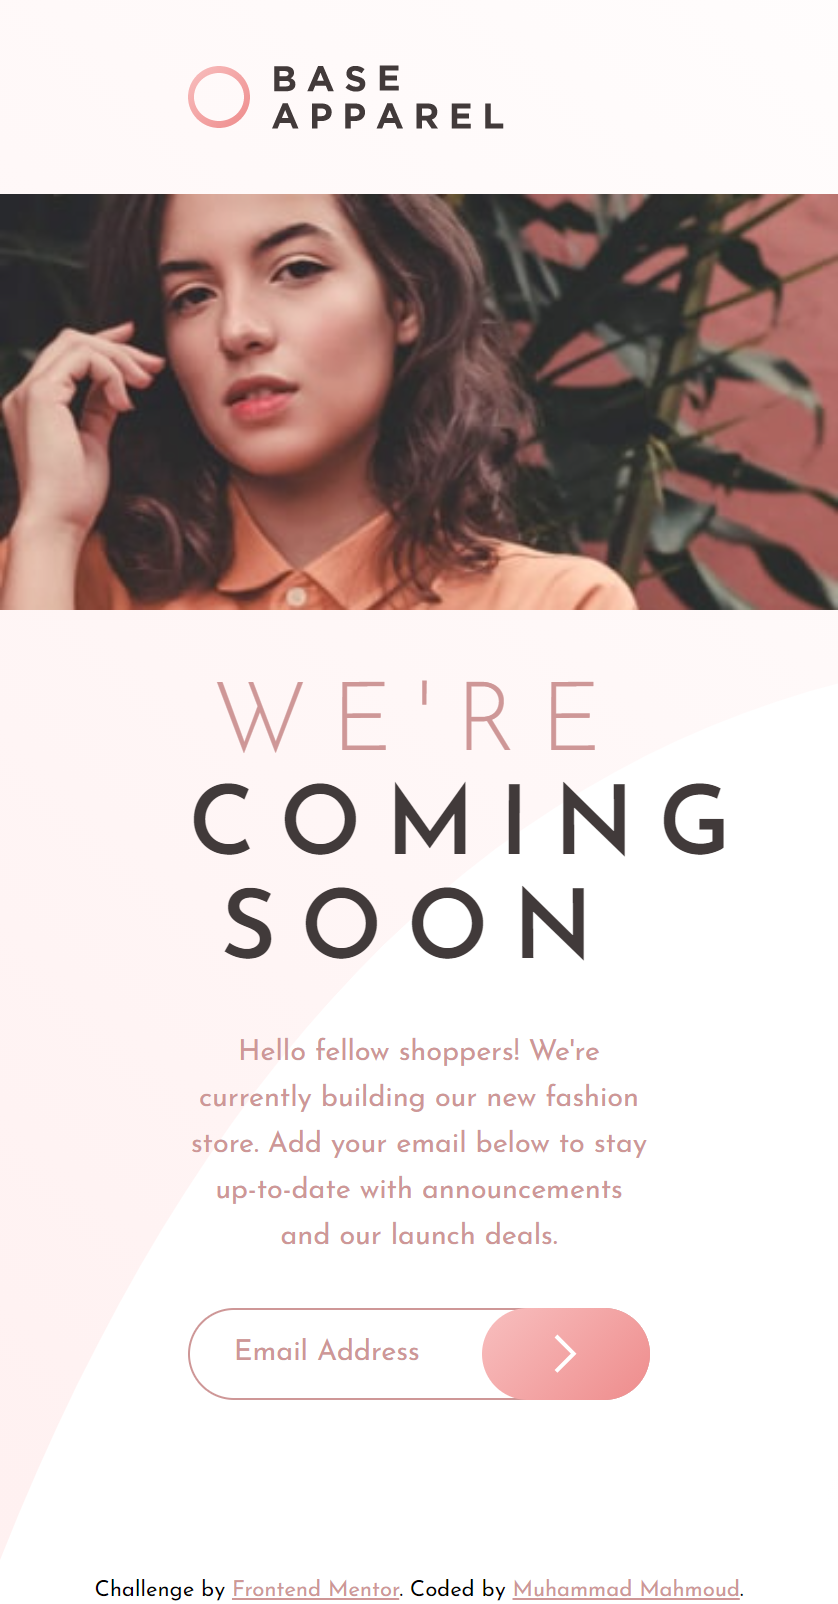 BASE
APPAREL
WE'RE
COMING
SOON
Hello fellow shoppers! We're
currently building our new fashion
store. Add your email below to stay
up-to-date with announcements
and our launch deals.
Email Address
Challenge by Frontend Mentor. Coded by Muhammad Mahmoud.